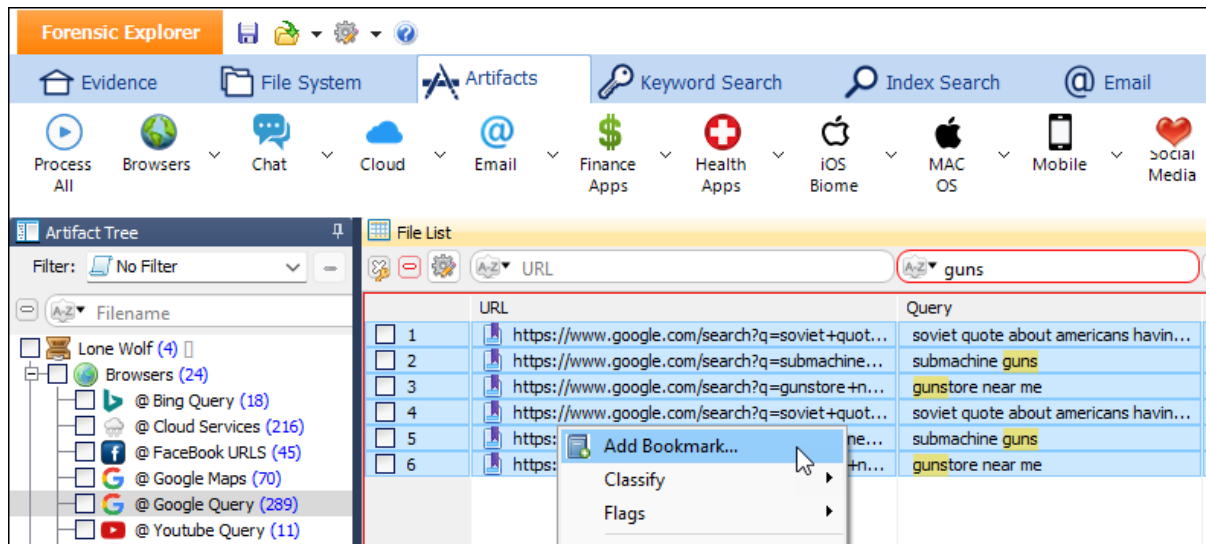 Forensic Explorer
Evidence File System Artifacts Keyword Search Index Search Email
Process All Browsers Chat Cloud Email Finance Apps Health Apps iOS Biome MAC OS Mobile Social Media
Artifact Tree File List
Filter: No Filter A-Z URL A-Z guns
A-Z Filename URL Query
Lone Wolf (4) []
Browsers (24)
@ Bing Query (18)
@ Cloud Services (216)
@ FaceBook URLS (45)
@ Google Maps (70)
@ Google Query (289)
@ Youtube Query (11)
1 https://www.google.com/search?q=soviet+quot... soviet quote about americans havin...
2 https://www.google.com/search?q=submachine... submachine guns
3 https://www.google.com/search?q=gunstore+n... gunstore near me
4 https://www.google.com/search?q=soviet+quot... soviet quote about americans havin...
5 https: ne... submachine guns
6 https: +n... gunstore near me
Add Bookmark...
Classify
Flags